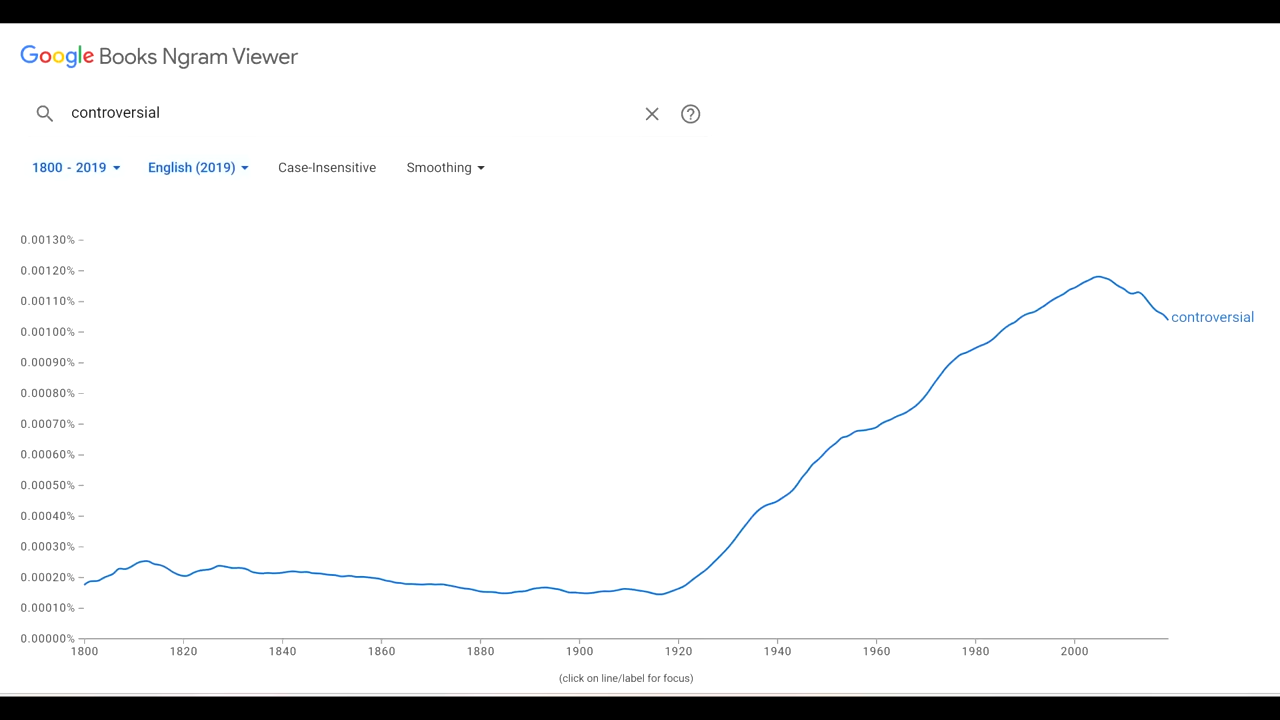 Google Books Ngram Viewer
controversial
1800 - 2019 English (2019) Case-Insensitive Smoothing
0.00130%
0.00120%
0.00110%
controversial
0.00100%
0.00090%
0.00080%
0.00070%
0.00060%
0.00050%
0.00040%
0.00030%
0.00020%
0.00010%
0.00000%
1800 1820 1840 1860 1880 1900 1920 1940 1960 1980 2000
(click on line/label for focus)